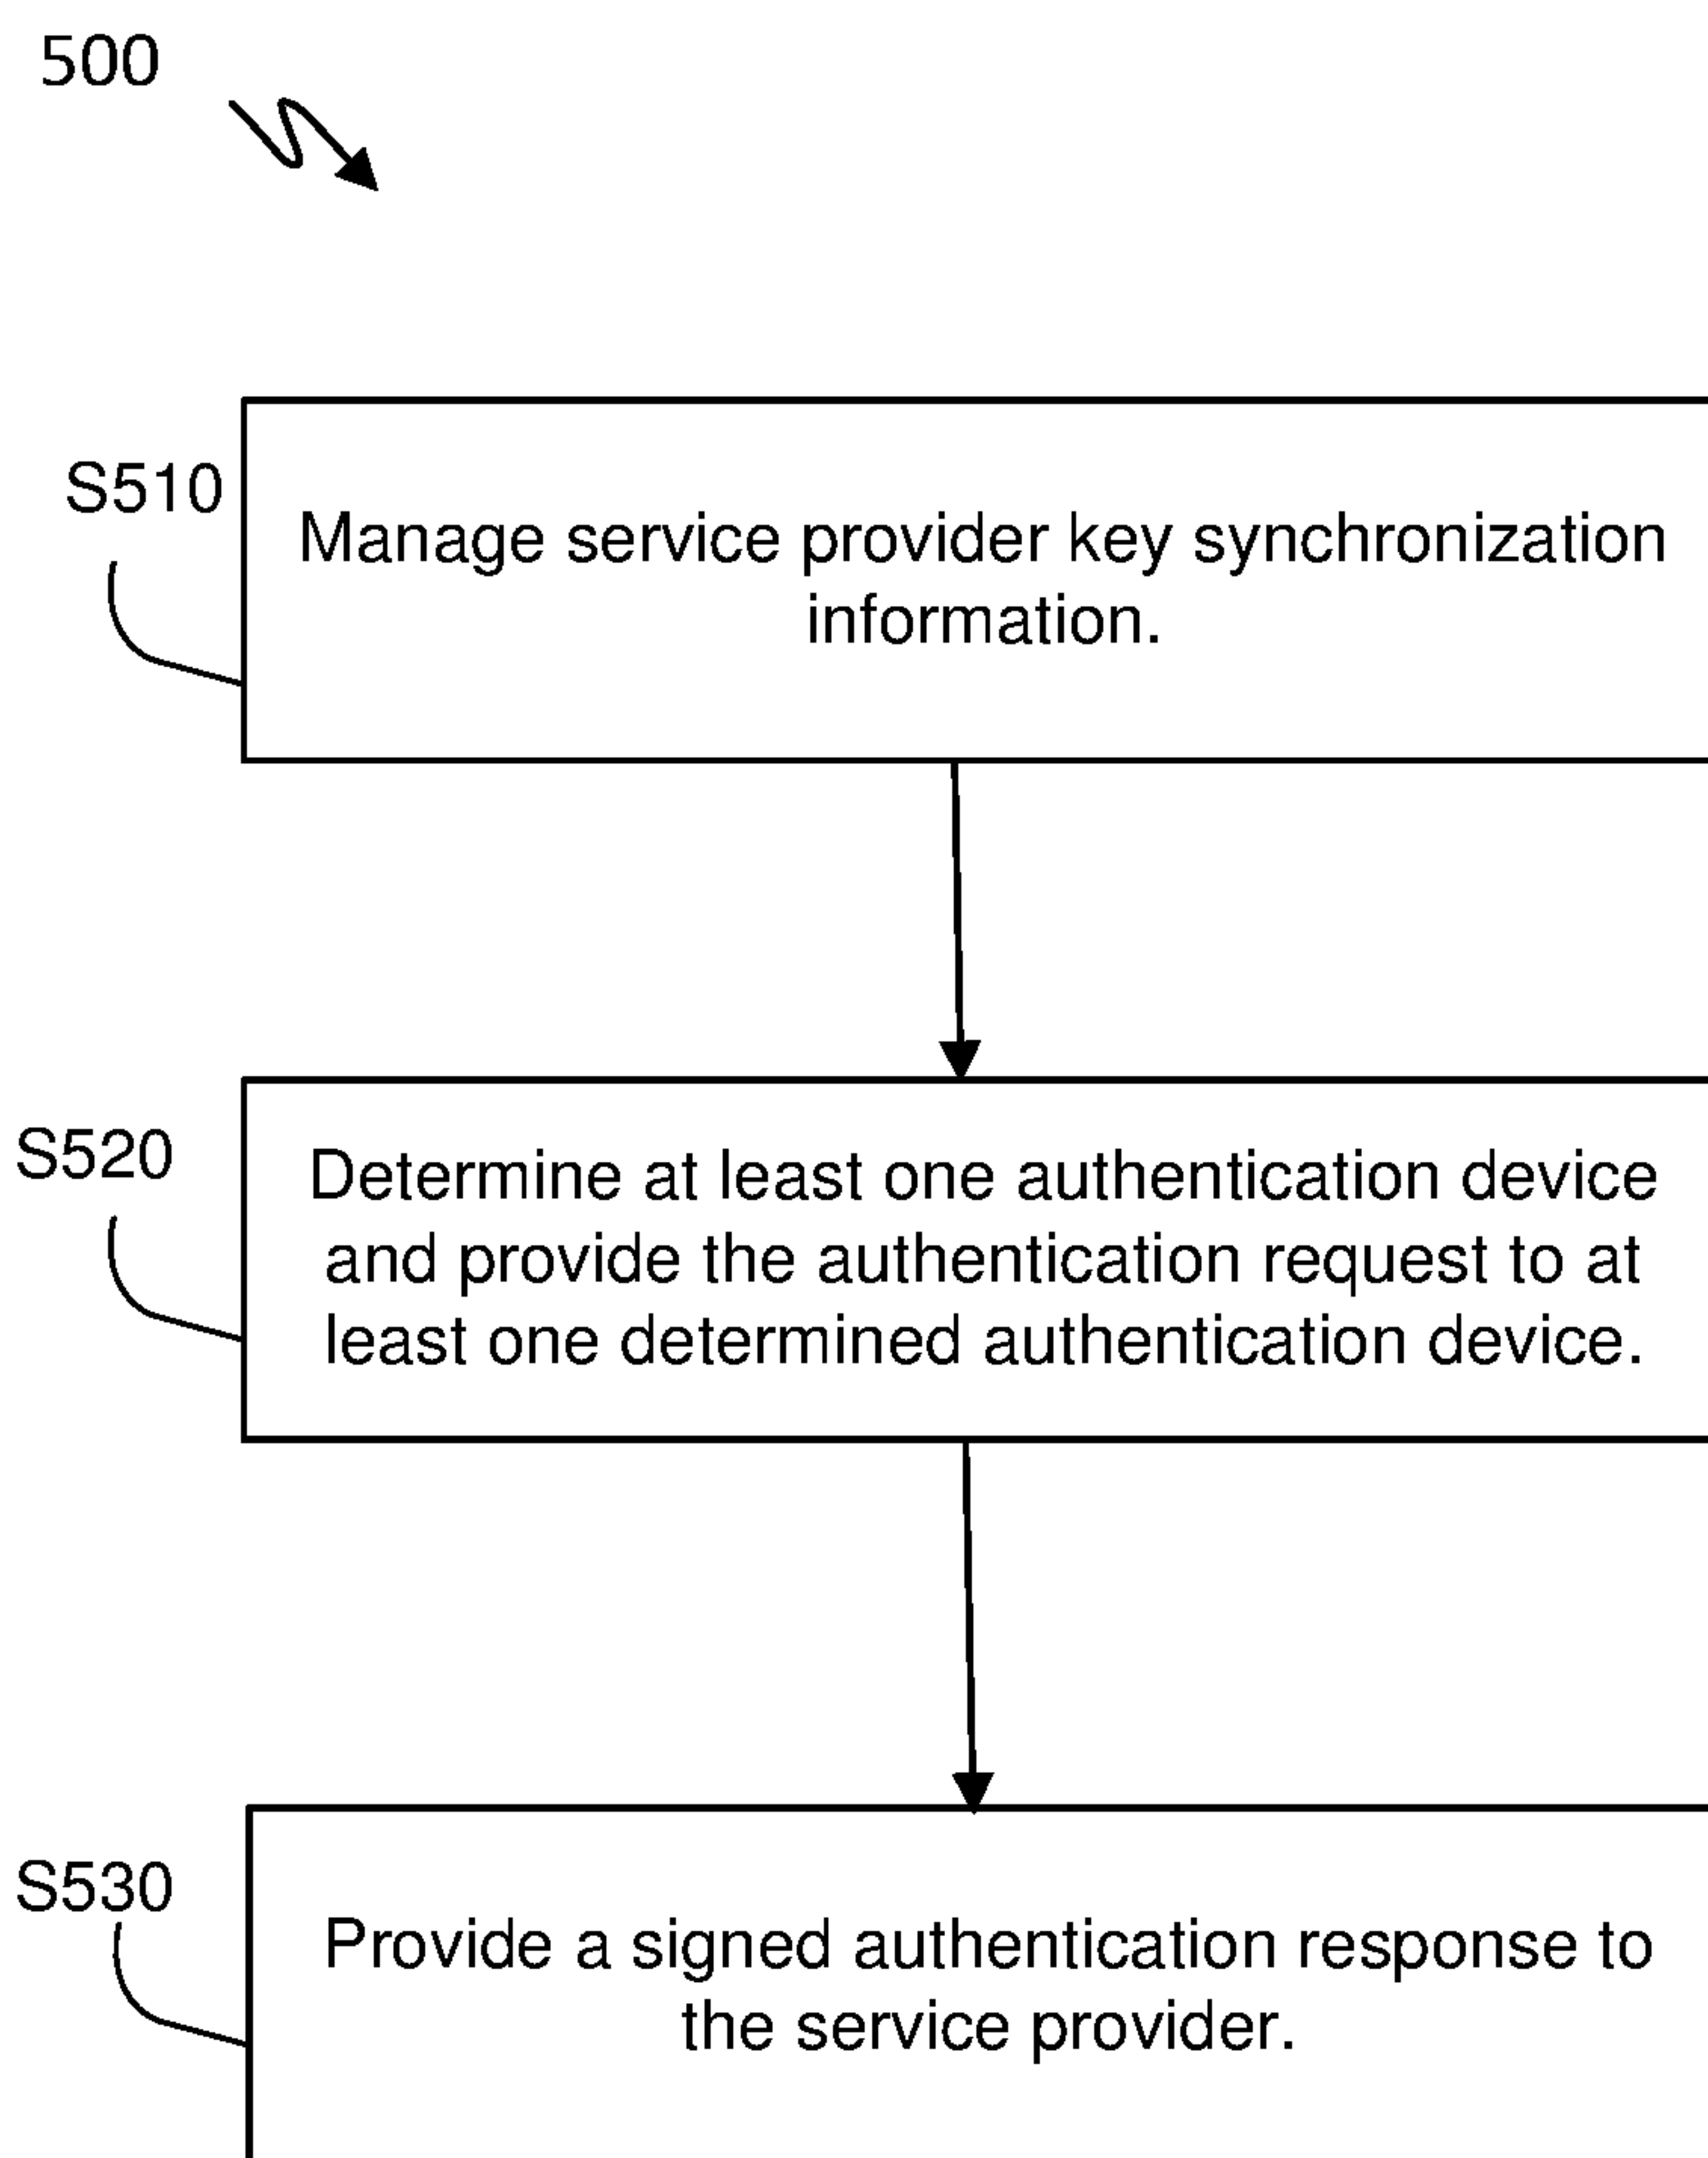 500
S510
Manage service provider key synchronization
information.
S520
Determine at least one authentication device
and provide the authentication request to at
least one determined authentication device.
S530
Provide a signed authentication response to
the service provider.